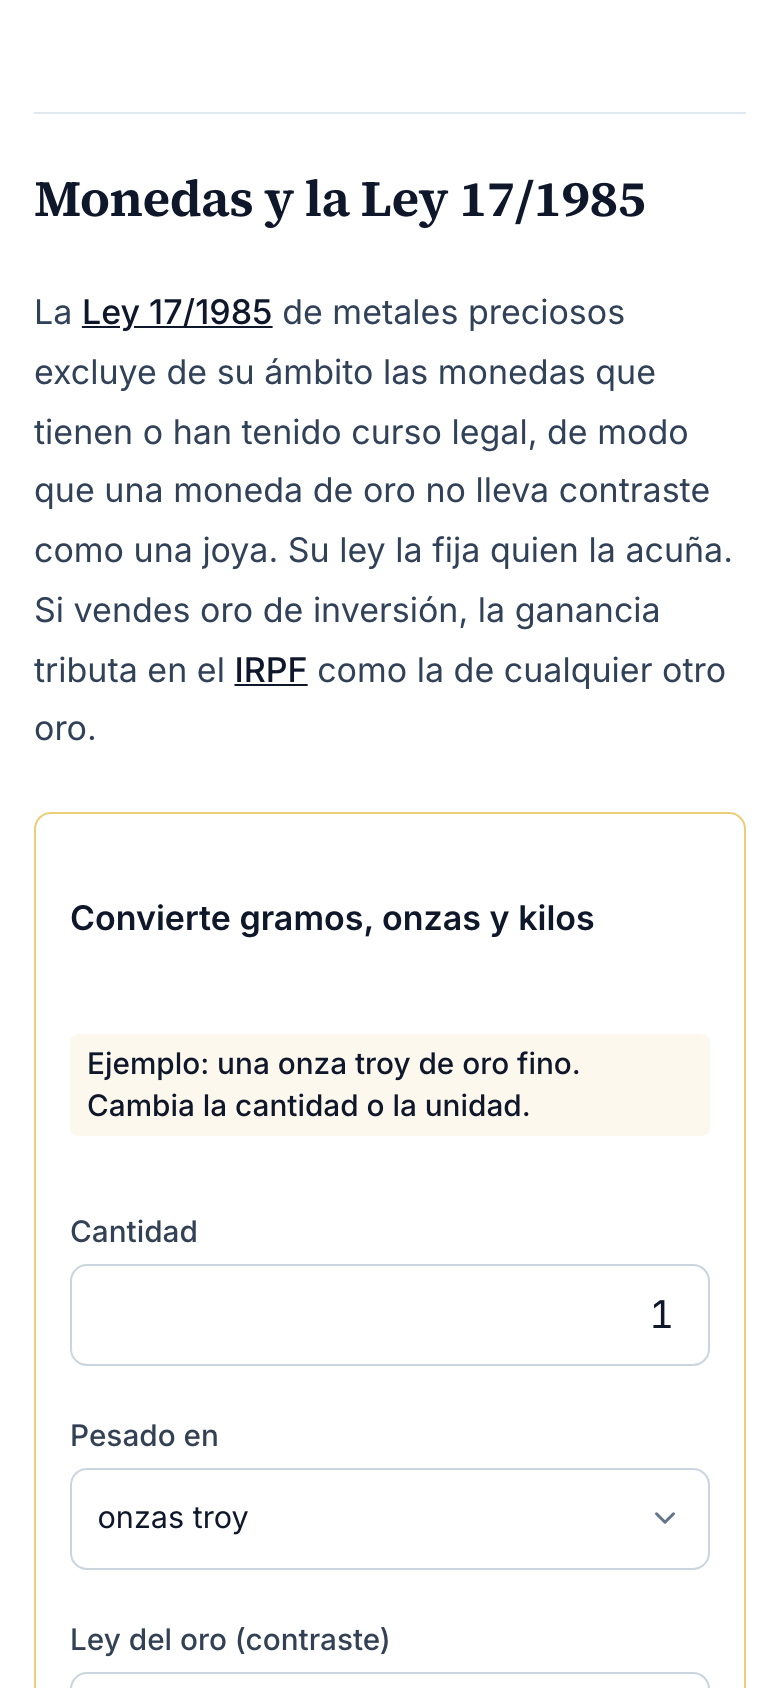 Monedas y la Ley 17/1985
La Ley 17/1985 de metales preciosos
excluye de su ámbito las monedas que
tienen o han tenido curso legal, de modo
que una moneda de oro no lleva contraste
como una joya. Su ley la fija quien la acuña.
Si vendes oro de inversión, la ganancia
tributa en el IRPF como la de cualquier otro
oro.
Convierte gramos, onzas y kilos
Ejemplo: una onza troy de oro fino.
Cambia la cantidad o la unidad.
Cantidad
1
Pesado en
onzas troy
Ley del oro (contraste)